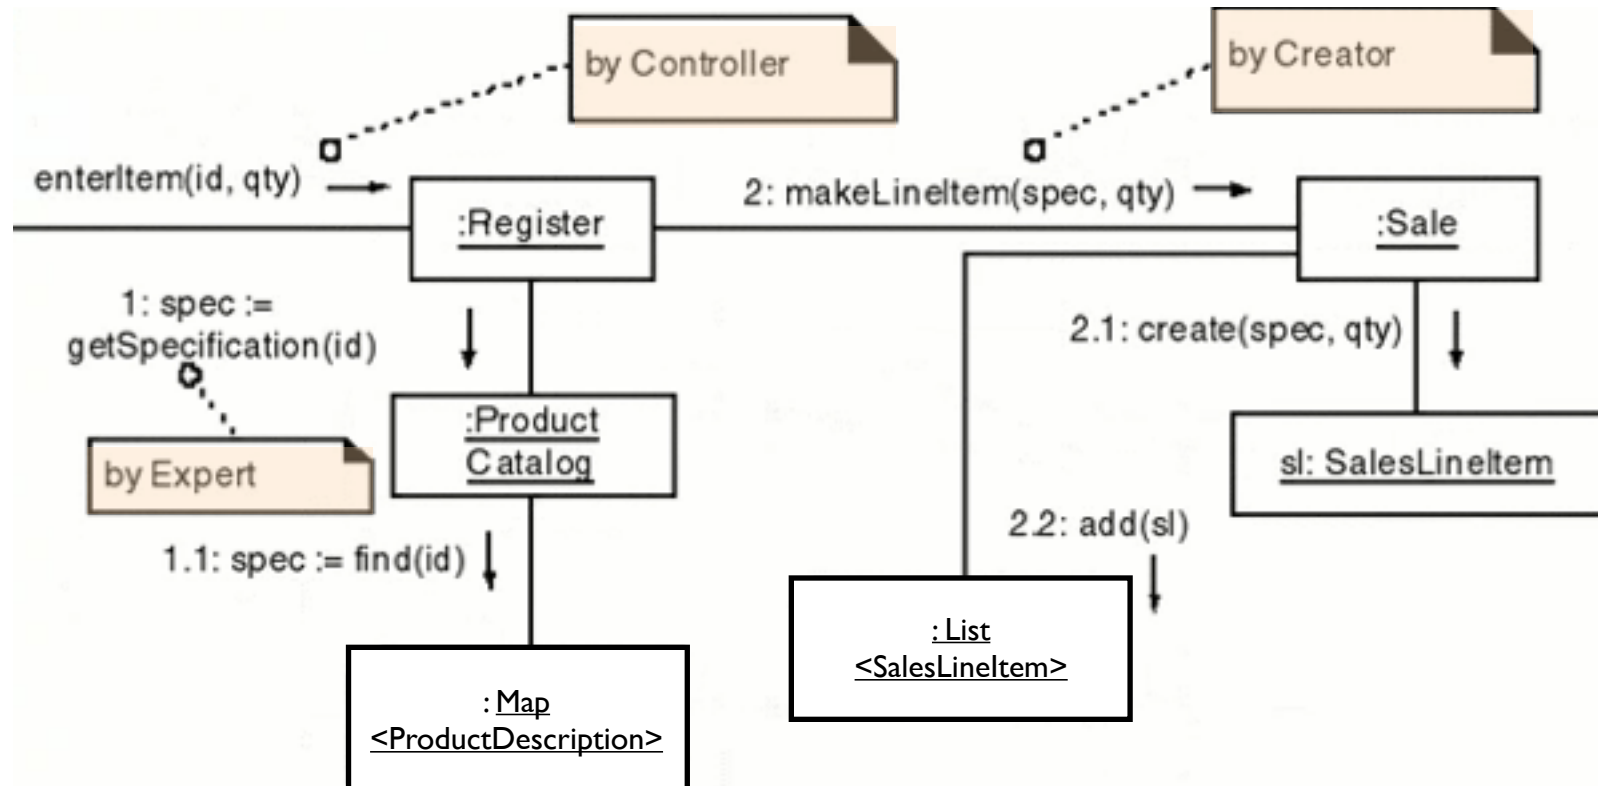 by Controller
by Creator
enterItem(id, qty)
:Register
2: makeLineItem(spec, qty)
:Sale
1: spec :=
getSpecification(id)
2.1: create(spec, qty)
:Product
Catalog
by Expert
sl: SalesLineItem
1.1: spec := find(id)
2.2: add(sl)
: List
<SalesLineItem>
: Map
<ProductDescription>